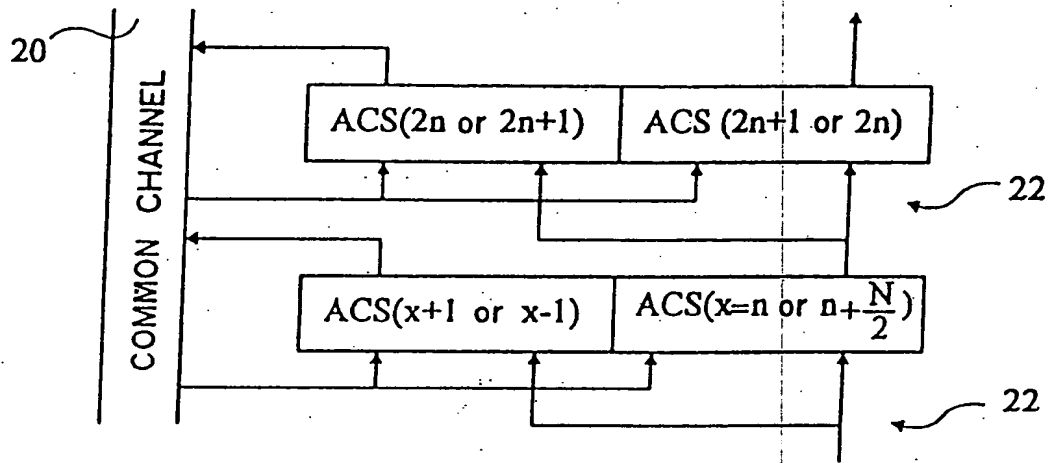 20
COMMON CHANNEL
ACS(2n or 2n+1)
ACS (2n+1 or 2n)
22
ACS(x+1 or x-1)
ACS(x=n or n+N/2)
22